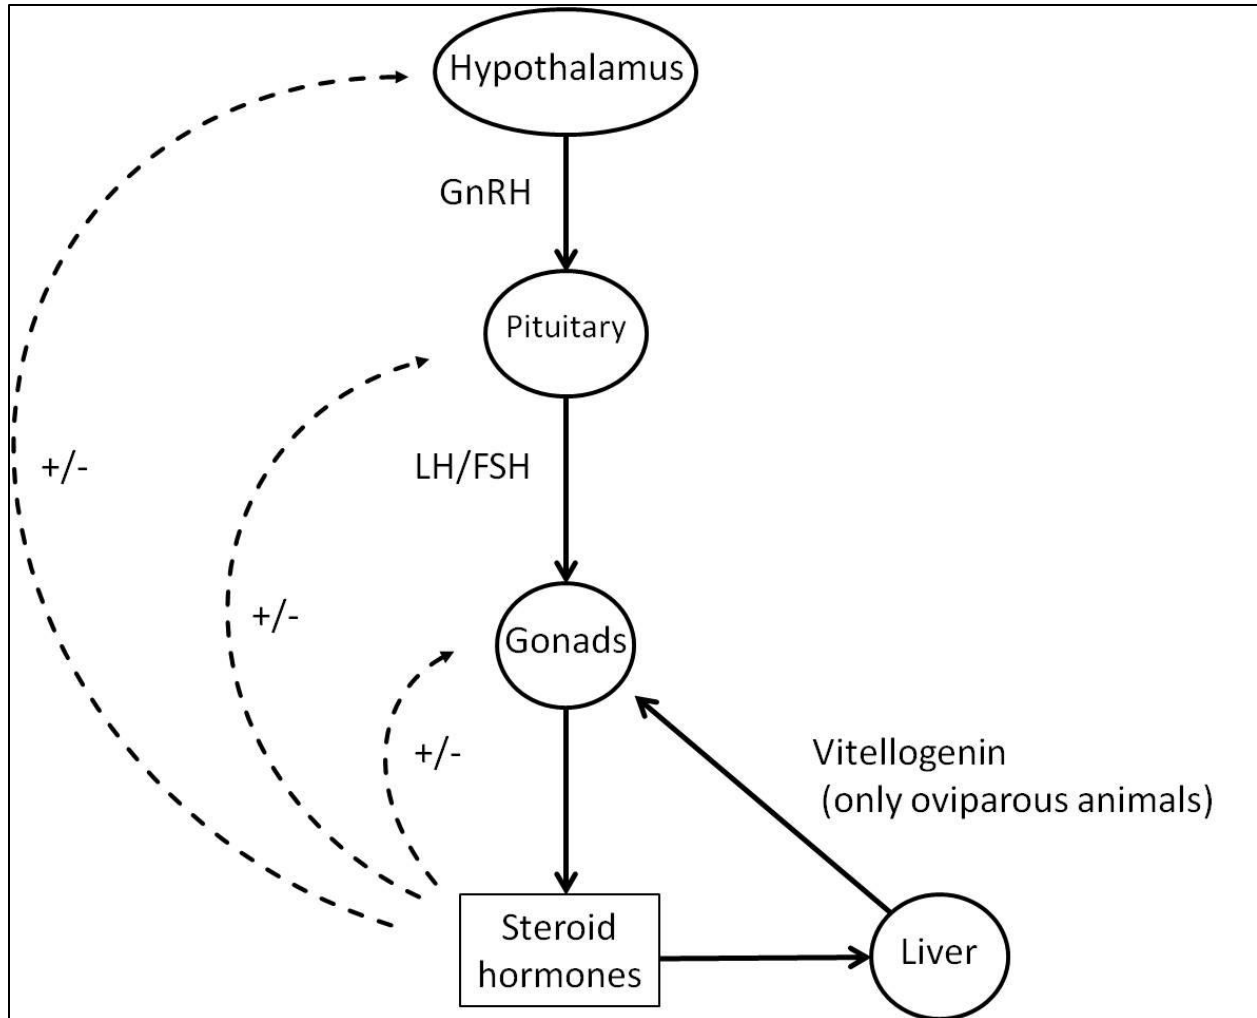 Hypothalamus
GnRH
Pituitary
+/-
LH/FSH
+/-
Gonads
+/-
Vitellogenin
(only oviparous animals)
Steroid
hormones
Liver